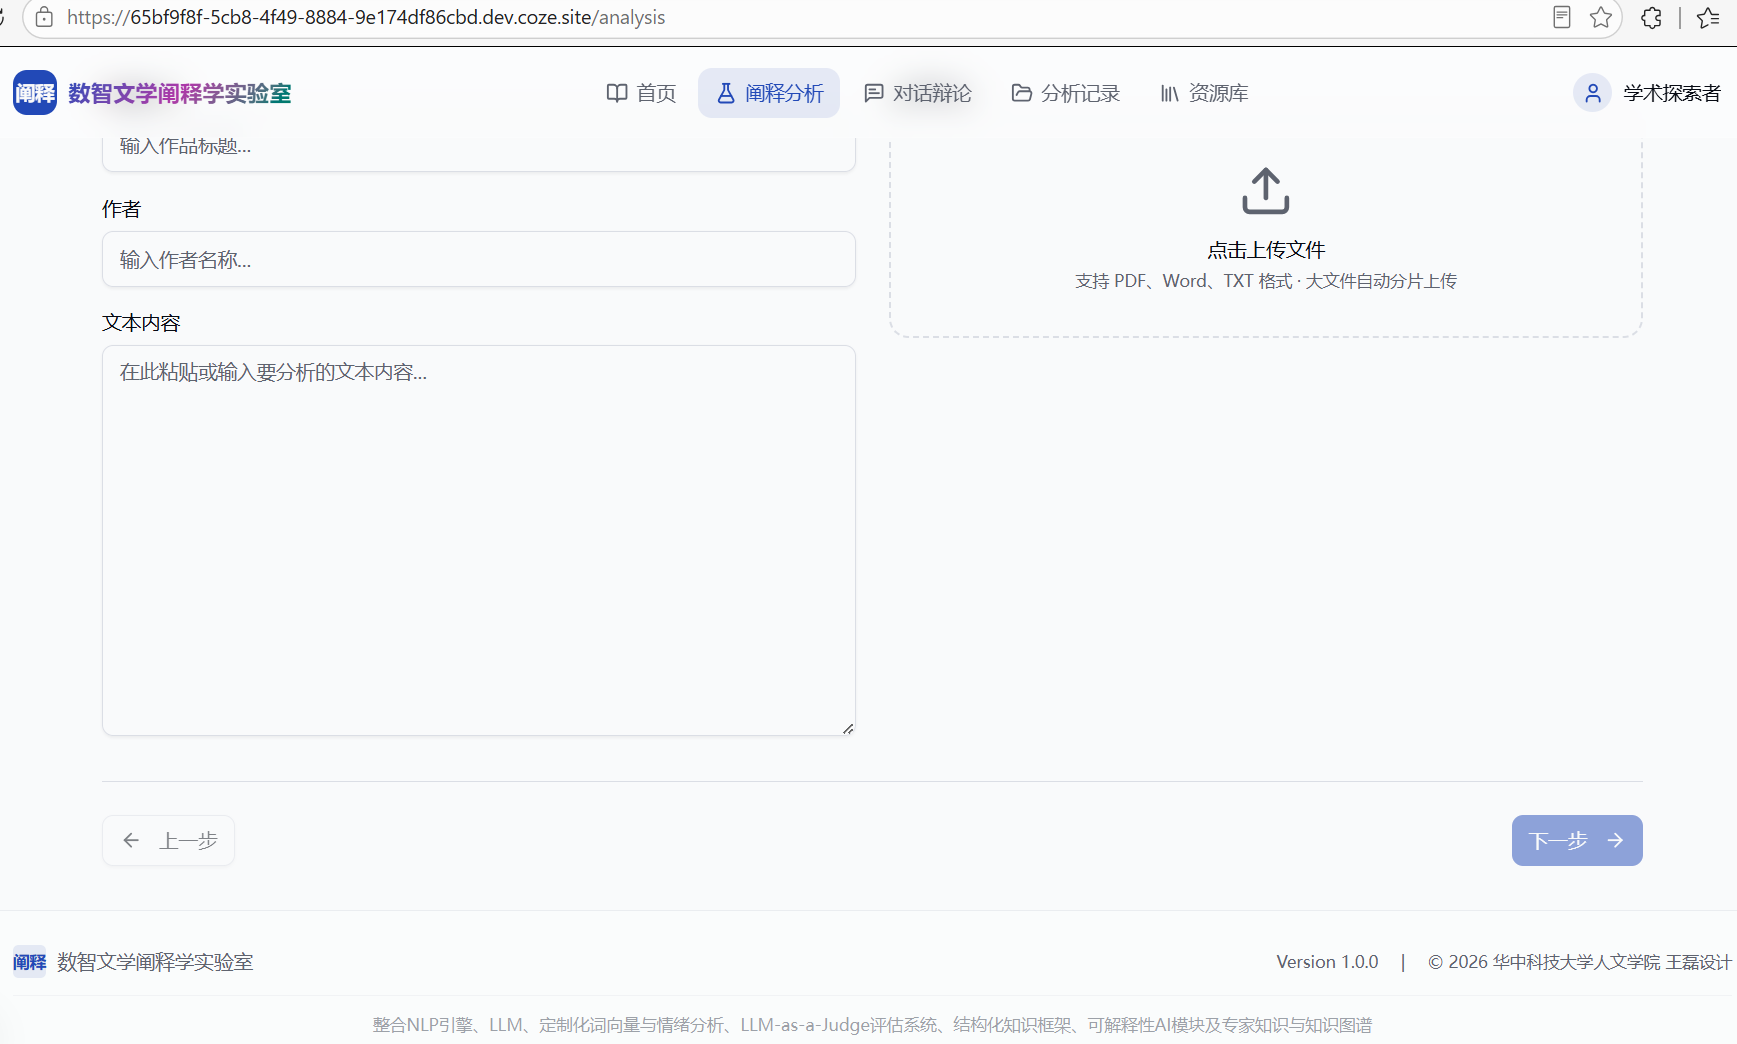 https://65bf9f8f-5cb8-4f49-8884-9e174df86cbd.dev.coze.site/analysis
阐释 数智文学阐释学实验室 首页 阐释分析 对话辩论 分析记录 资源库 学术探索者
输入作品标题...
作者
输入作者名称...
文本内容
在此粘贴或输入要分析的文本内容...
点击上传文件
支持 PDF、Word、TXT 格式 · 大文件自动分片上传
上一步 下一步
阐释 数智文学阐释学实验室 Version 1.0.0 | © 2026 华中科技大学人文学院 王磊设计
整合NLP引擎、LLM、定制化词向量与情绪分析、LLM-as-a-Judge评估系统、结构化知识框架、可解释性AI模块及专家知识与知识图谱